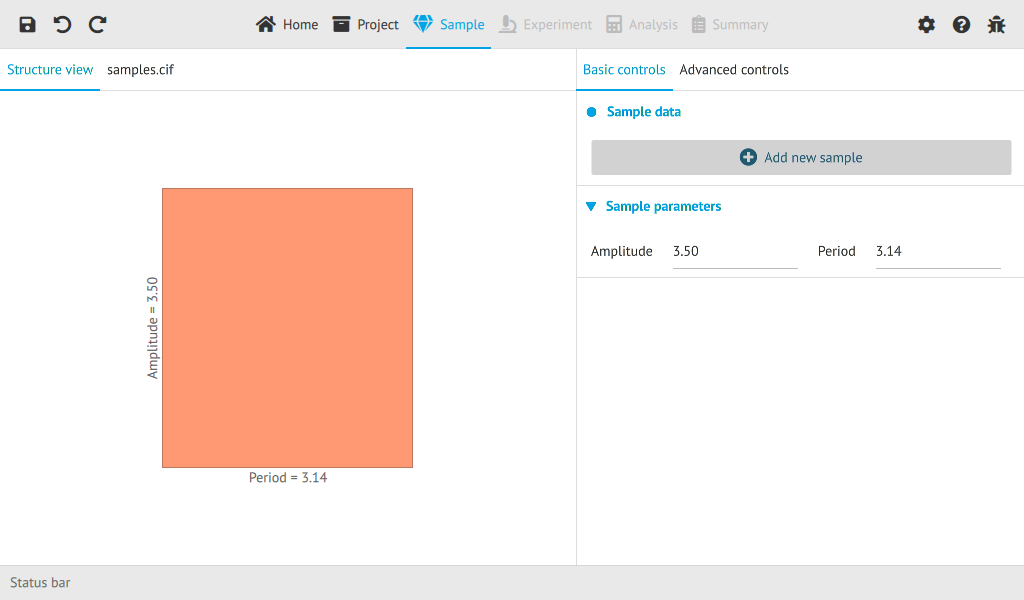 Home Project Sample Experiment Analysis Summary
Structure view samples.cif
Basic controls Advanced controls
Sample data
Add new sample
Sample parameters
Amplitude 3.50 Period 3.14
Amplitude = 3.50
Period = 3.14
Status bar